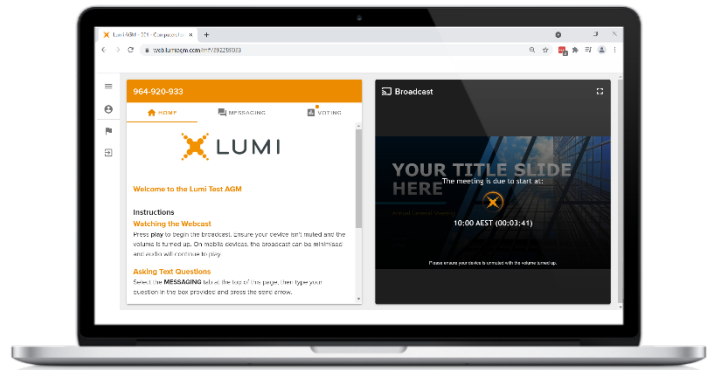 964-920-933
HOME
MESSAGING
VOTING
LUMI
Welcome to the Lumi Test AGM
Instructions
Watching the Webcast
Press play to begin the broadcast. Ensure your device isn't muted and the
volume is turned up. On mobile devices, the broadcast can be minimised
and audio will continue to play.
Asking Text Questions
Select the MESSAGING tab at the top of this page, then type your
question in the box provided and press the send arrow.
Broadcast
YOUR TITLE SLIDE
HERE
The meeting is due to start at:
10:00 AEST (00:03:41)
Please ensure your device is unmuted with the volume turned up.